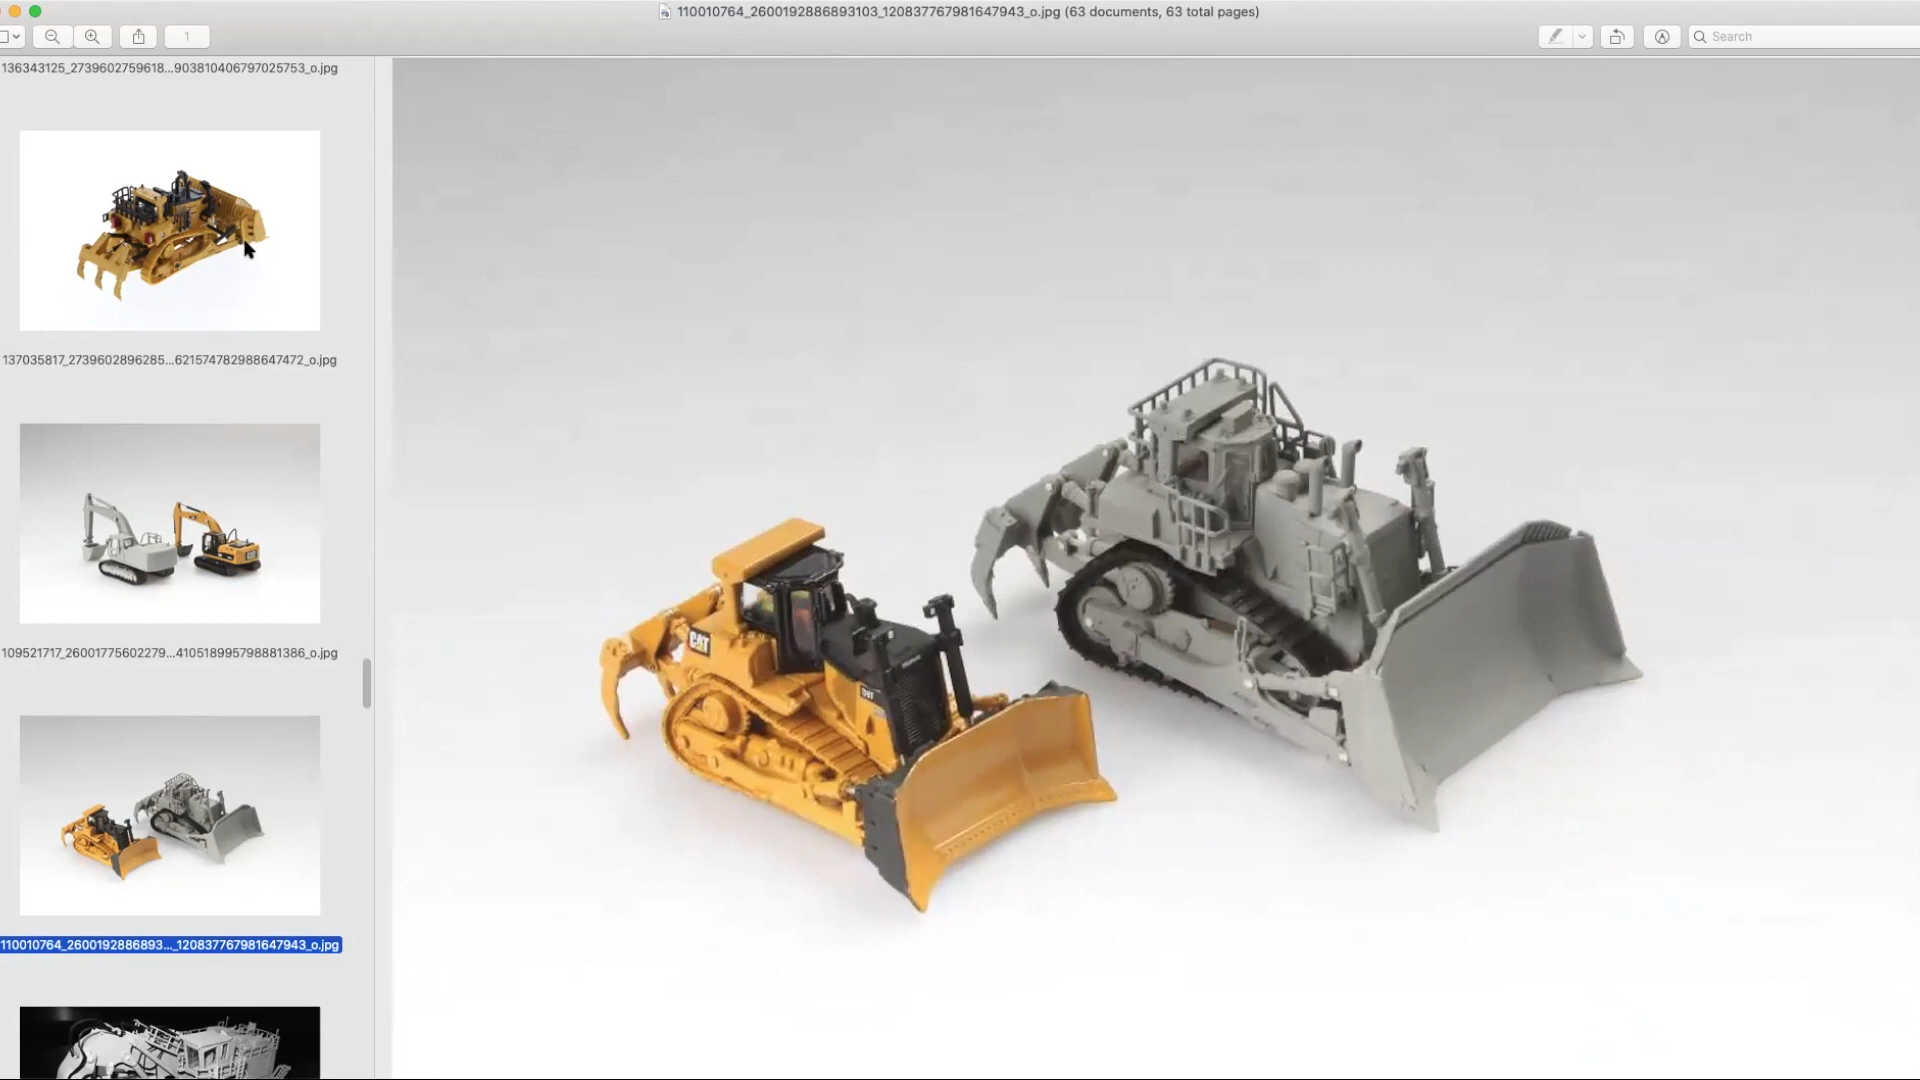 110010764_2600192886893103_120837767981647943_o.jpg (63 documents, 63 total pages)
1
Search
136343125_2739602759618...903810406797025753_o.jpg
137035817_2739602896285...621574782988647472_o.jpg
109521717_26001775602279...410518995798881386_o.jpg
110010764_2600192886893..._120837767981647943_o.jpg
CAT
D8T